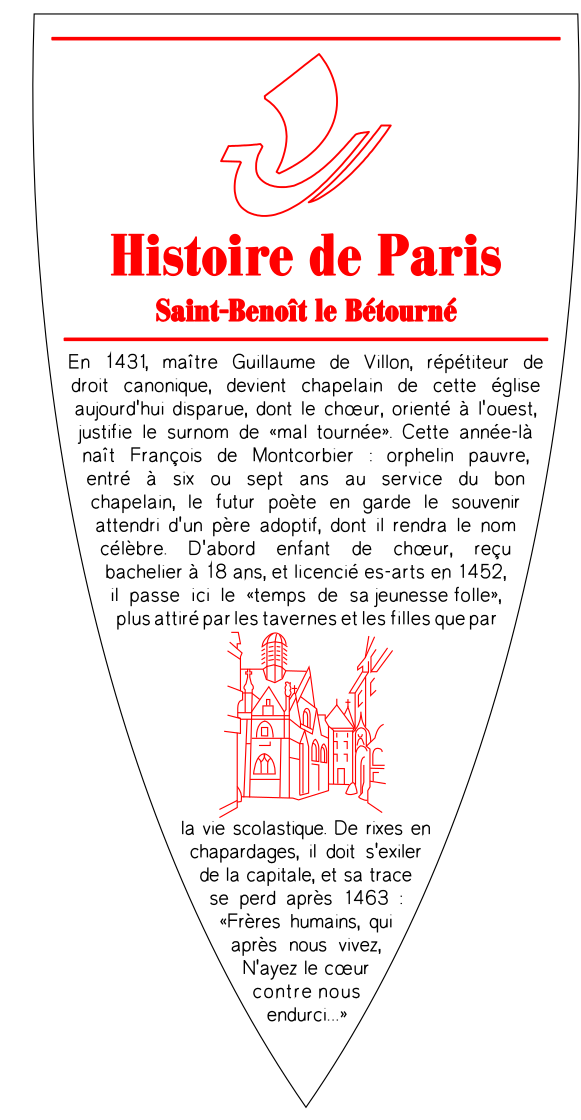 Histoire de Paris
Saint-Benoît le Bétourné
En 1431, maître Guillaume de Villon, répétiteur de
droit canonique, devient chapelain de cette église
aujourd'hui disparue, dont le chœur, orienté à l'ouest,
justifie le surnom de «mal tournée». Cette année-là
naît François de Montcorbier : orphelin pauvre,
entré à six ou sept ans au service du bon
chapelain, le futur poète en garde le souvenir
attendri d'un père adoptif, dont il rendra le nom
célèbre. D'abord enfant de chœur, reçu
bachelier à 18 ans, et licencié es-arts en 1452,
il passe ici le «temps de sa jeunesse folle»,
plus attiré par les tavernes et les filles que par
la vie scolastique. De rixes en
chapardages, il doit s'exiler
de la capitale, et sa trace
se perd après 1463 :
«Frères humains, qui
après nous vivez,
N'ayez le cœur
contre nous
endurci...»